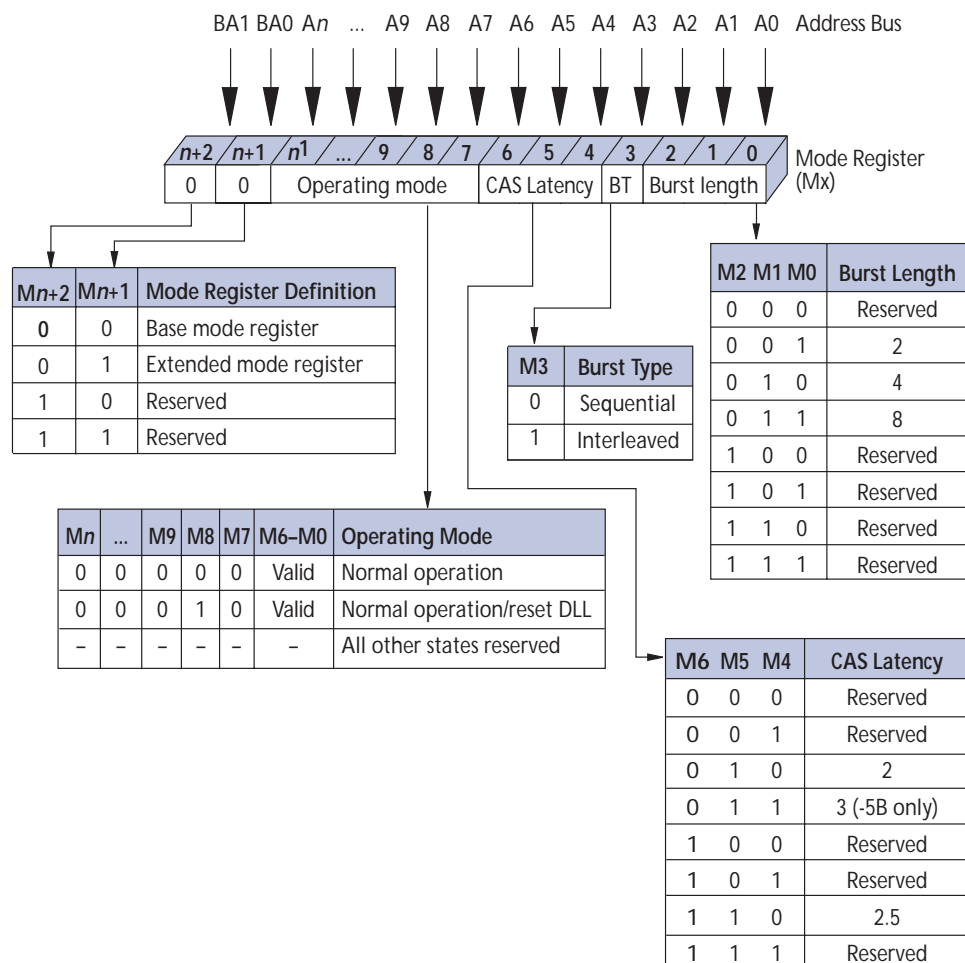 BA1 BA0 An ... A9 A8 A7 A6 A5 A4 A3 A2 A1 A0 Address Bus
n+2 n+1 n1 ... 9 8 7 6 5 4 3 2 1 0
Mode Register
(Mx)
0 0 Operating mode CAS Latency BT Burst length
Mn+2 Mn+1 Mode Register Definition
0 0 Base mode register
0 1 Extended mode register
1 0 Reserved
1 1 Reserved
M3 Burst Type
0 Sequential
1 Interleaved
M2 M1 M0 Burst Length
0 0 0 Reserved
0 0 1 2
0 1 0 4
0 1 1 8
1 0 0 Reserved
1 0 1 Reserved
1 1 0 Reserved
1 1 1 Reserved
Mn ... M9 M8 M7 M6–M0 Operating Mode
0 0 0 0 0 Valid Normal operation
0 0 0 1 0 Valid Normal operation/reset DLL
– – – – – – All other states reserved
M6 M5 M4 CAS Latency
0 0 0 Reserved
0 0 1 Reserved
0 1 0 2
0 1 1 3 (-5B only)
1 0 0 Reserved
1 0 1 Reserved
1 1 0 2.5
1 1 1 Reserved